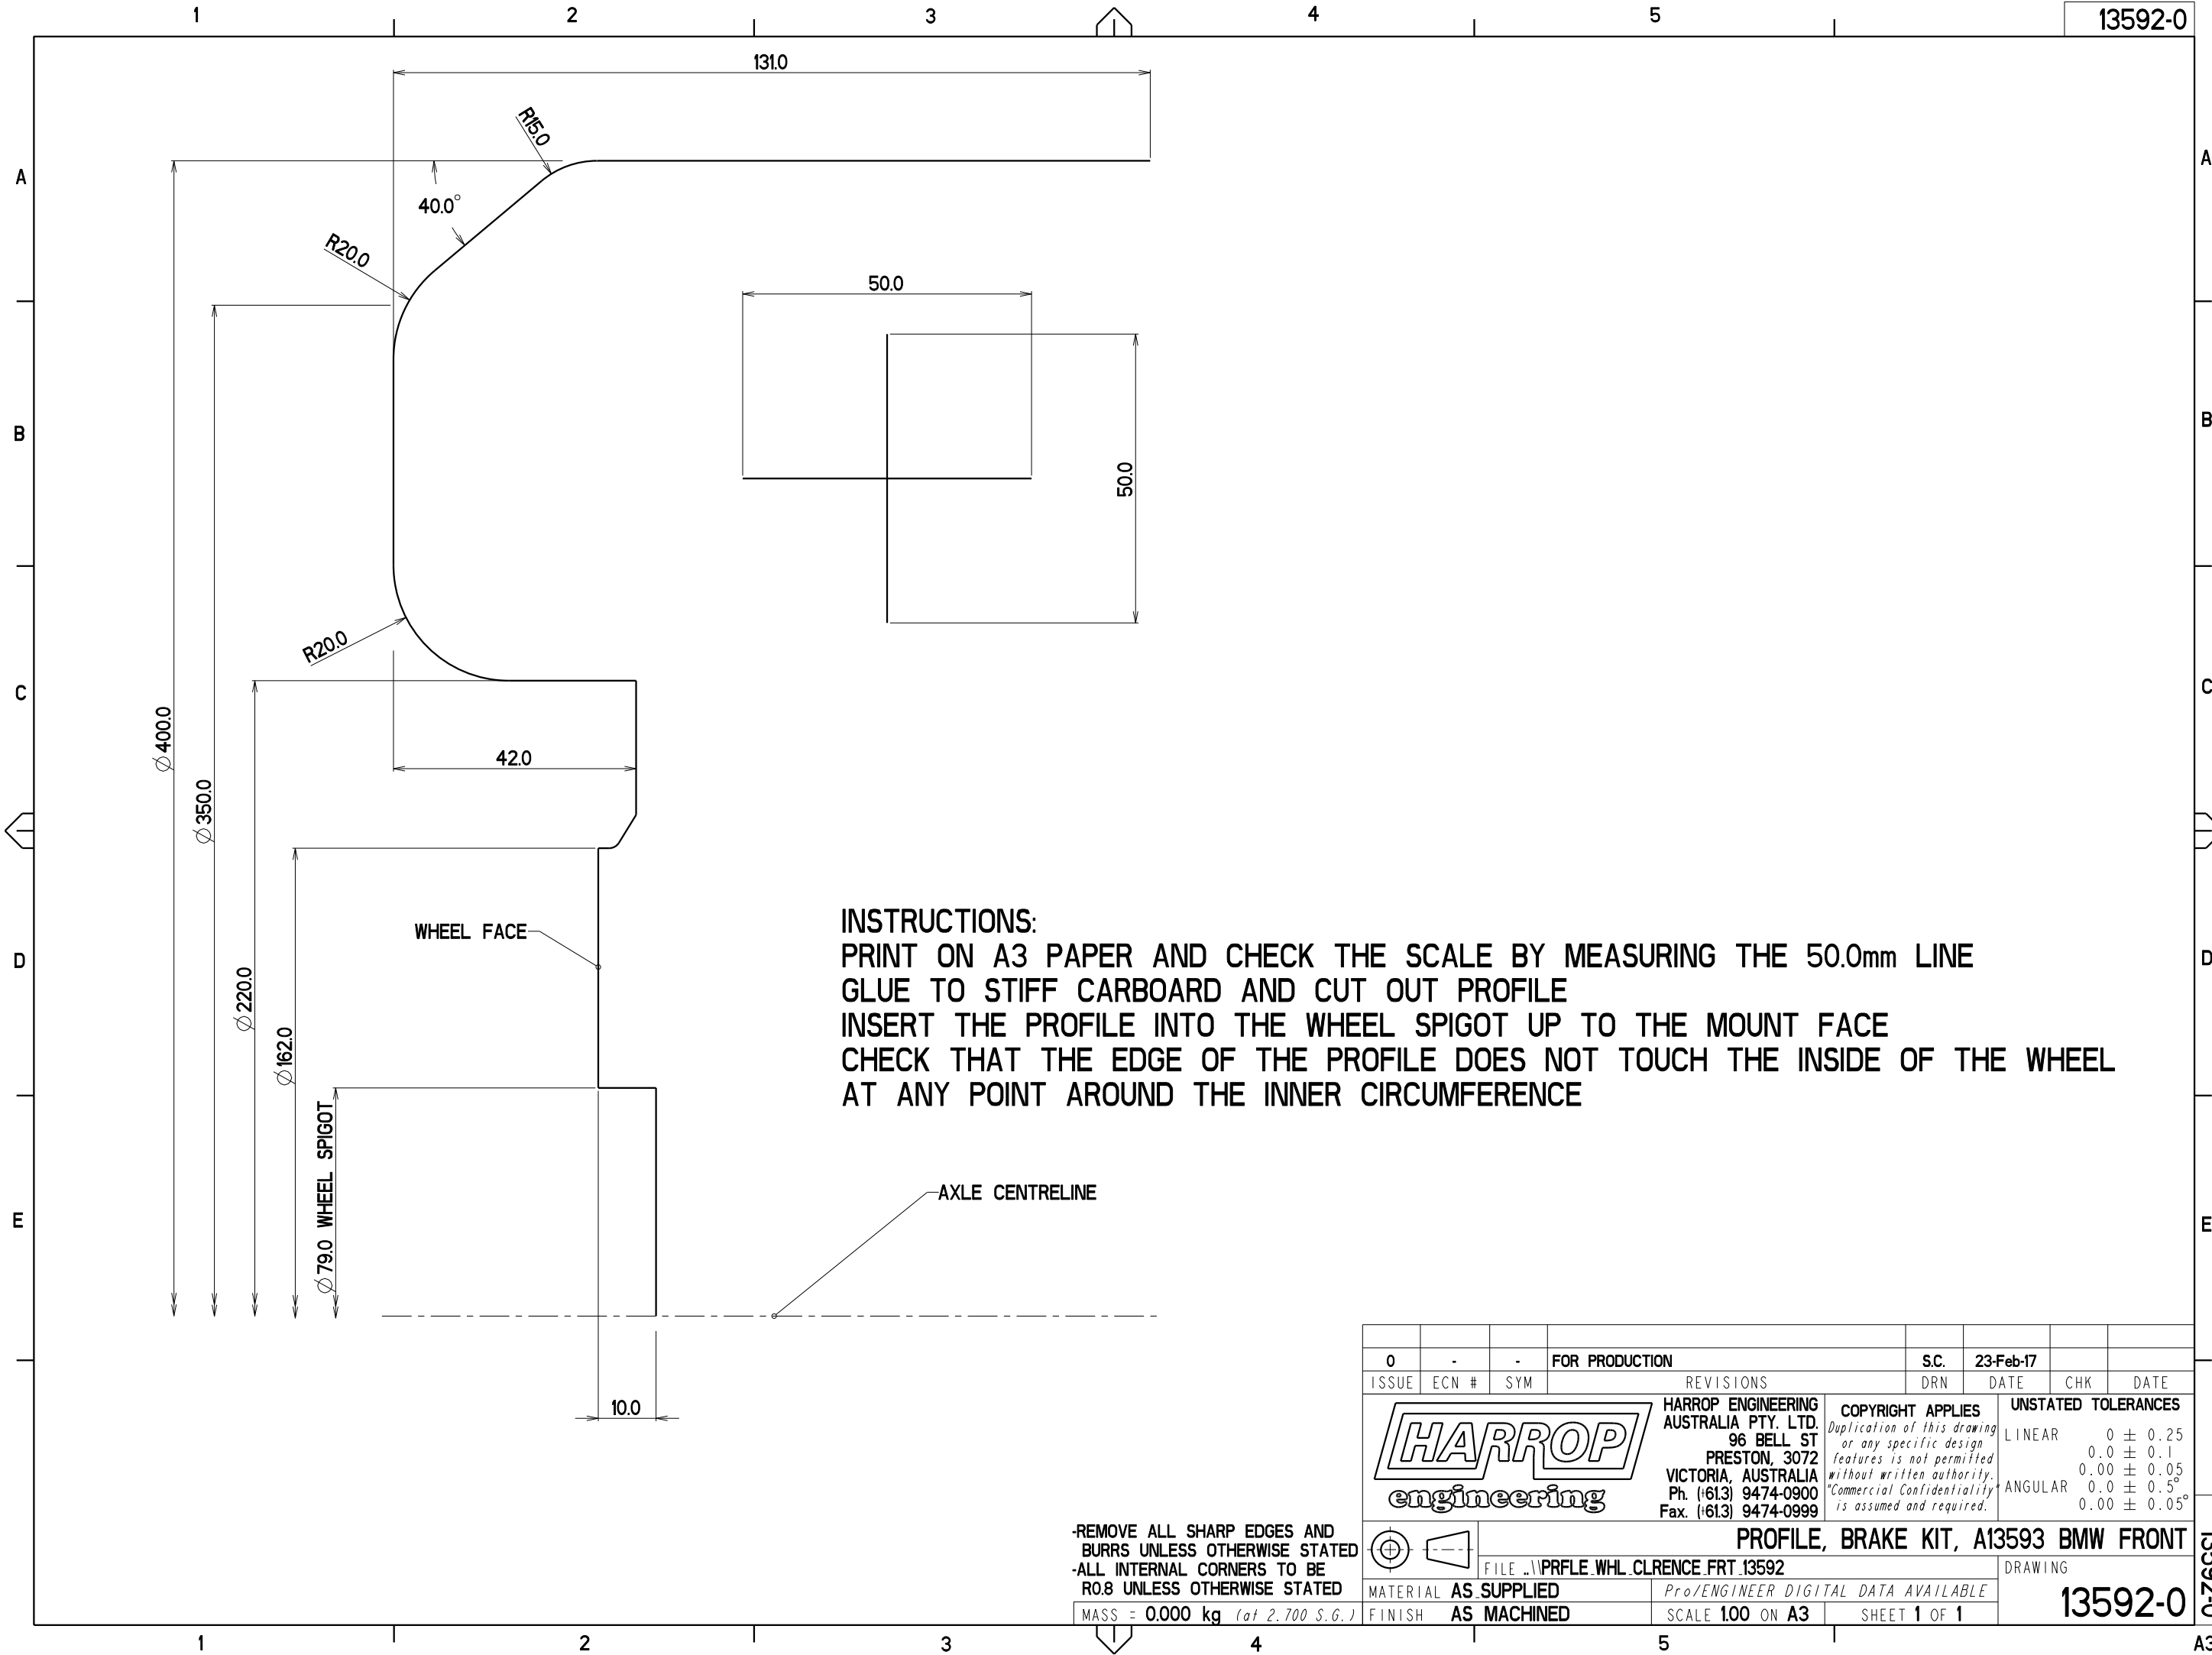 1 2 3 4 5
13592-0
131.0
R15.0
A A
40.0°
R20.0
50.0
B B
50.0
R20.0
C C
⌀400.0
42.0
⌀350.0
INSTRUCTIONS:
WHEEL FACE
PRINT ON A3 PAPER AND CHECK THE SCALE BY MEASURING THE 50.0mm LINE
D D
GLUE TO STIFF CARBOARD AND CUT OUT PROFILE
⌀220.0
INSERT THE PROFILE INTO THE WHEEL SPIGOT UP TO THE MOUNT FACE
⌀162.0
CHECK THAT THE EDGE OF THE PROFILE DOES NOT TOUCH THE INSIDE OF THE WHEEL
AT ANY POINT AROUND THE INNER CIRCUMFERENCE
⌀79.0 WHEEL SPIGOT
AXLE CENTRELINE
E E
10.0
0 - - FOR PRODUCTION S.C. 23-Feb-17
ISSUE ECN # SYM REVISIONS DRN DATE CHK DATE
HARROP
engineering
HARROP ENGINEERING
AUSTRALIA PTY. LTD.
96 BELL ST
PRESTON, 3072
VICTORIA, AUSTRALIA
Ph. (+61.3) 9474-0900
Fax. (+61.3) 9474-0999
COPYRIGHT APPLIES
Duplication of this drawing
or any specific design
features is not permitted
without written authority.
"Commercial Confidentiality"
is assumed and required.
UNSTATED TOLERANCES
LINEAR 0 ± 0.25
0.0 ± 0.1
0.00 ± 0.05
ANGULAR 0.0 ± 0.5°
0.00 ± 0.05°
-REMOVE ALL SHARP EDGES AND
BURRS UNLESS OTHERWISE STATED
-ALL INTERNAL CORNERS TO BE
R0.8 UNLESS OTHERWISE STATED
MASS = 0.000 kg (at 2.700 S.G.)
PROFILE, BRAKE KIT, A13593 BMW FRONT
FILE ..\\PRFLE_WHL_CLRENCE_FRT_13592
MATERIAL AS_SUPPLIED
Pro/ENGINEER DIGITAL DATA AVAILABLE
DRAWING
13592-0
FINISH AS MACHINED
SCALE 1.00 ON A3
SHEET 1 OF 1
13592-0
1 2 3 4 5
A3